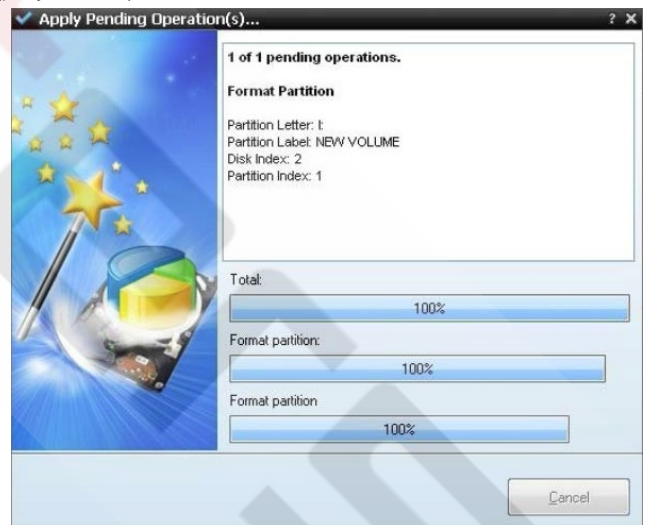 Apply Pending Operation(s)...
1 of 1 pending operations.
Format Partition
Partition Letter: I:
Partition Label: NEW VOLUME
Disk Index: 2
Partition Index: 1
Total:
100%
Format partition:
100%
Format partition
100%
Cancel